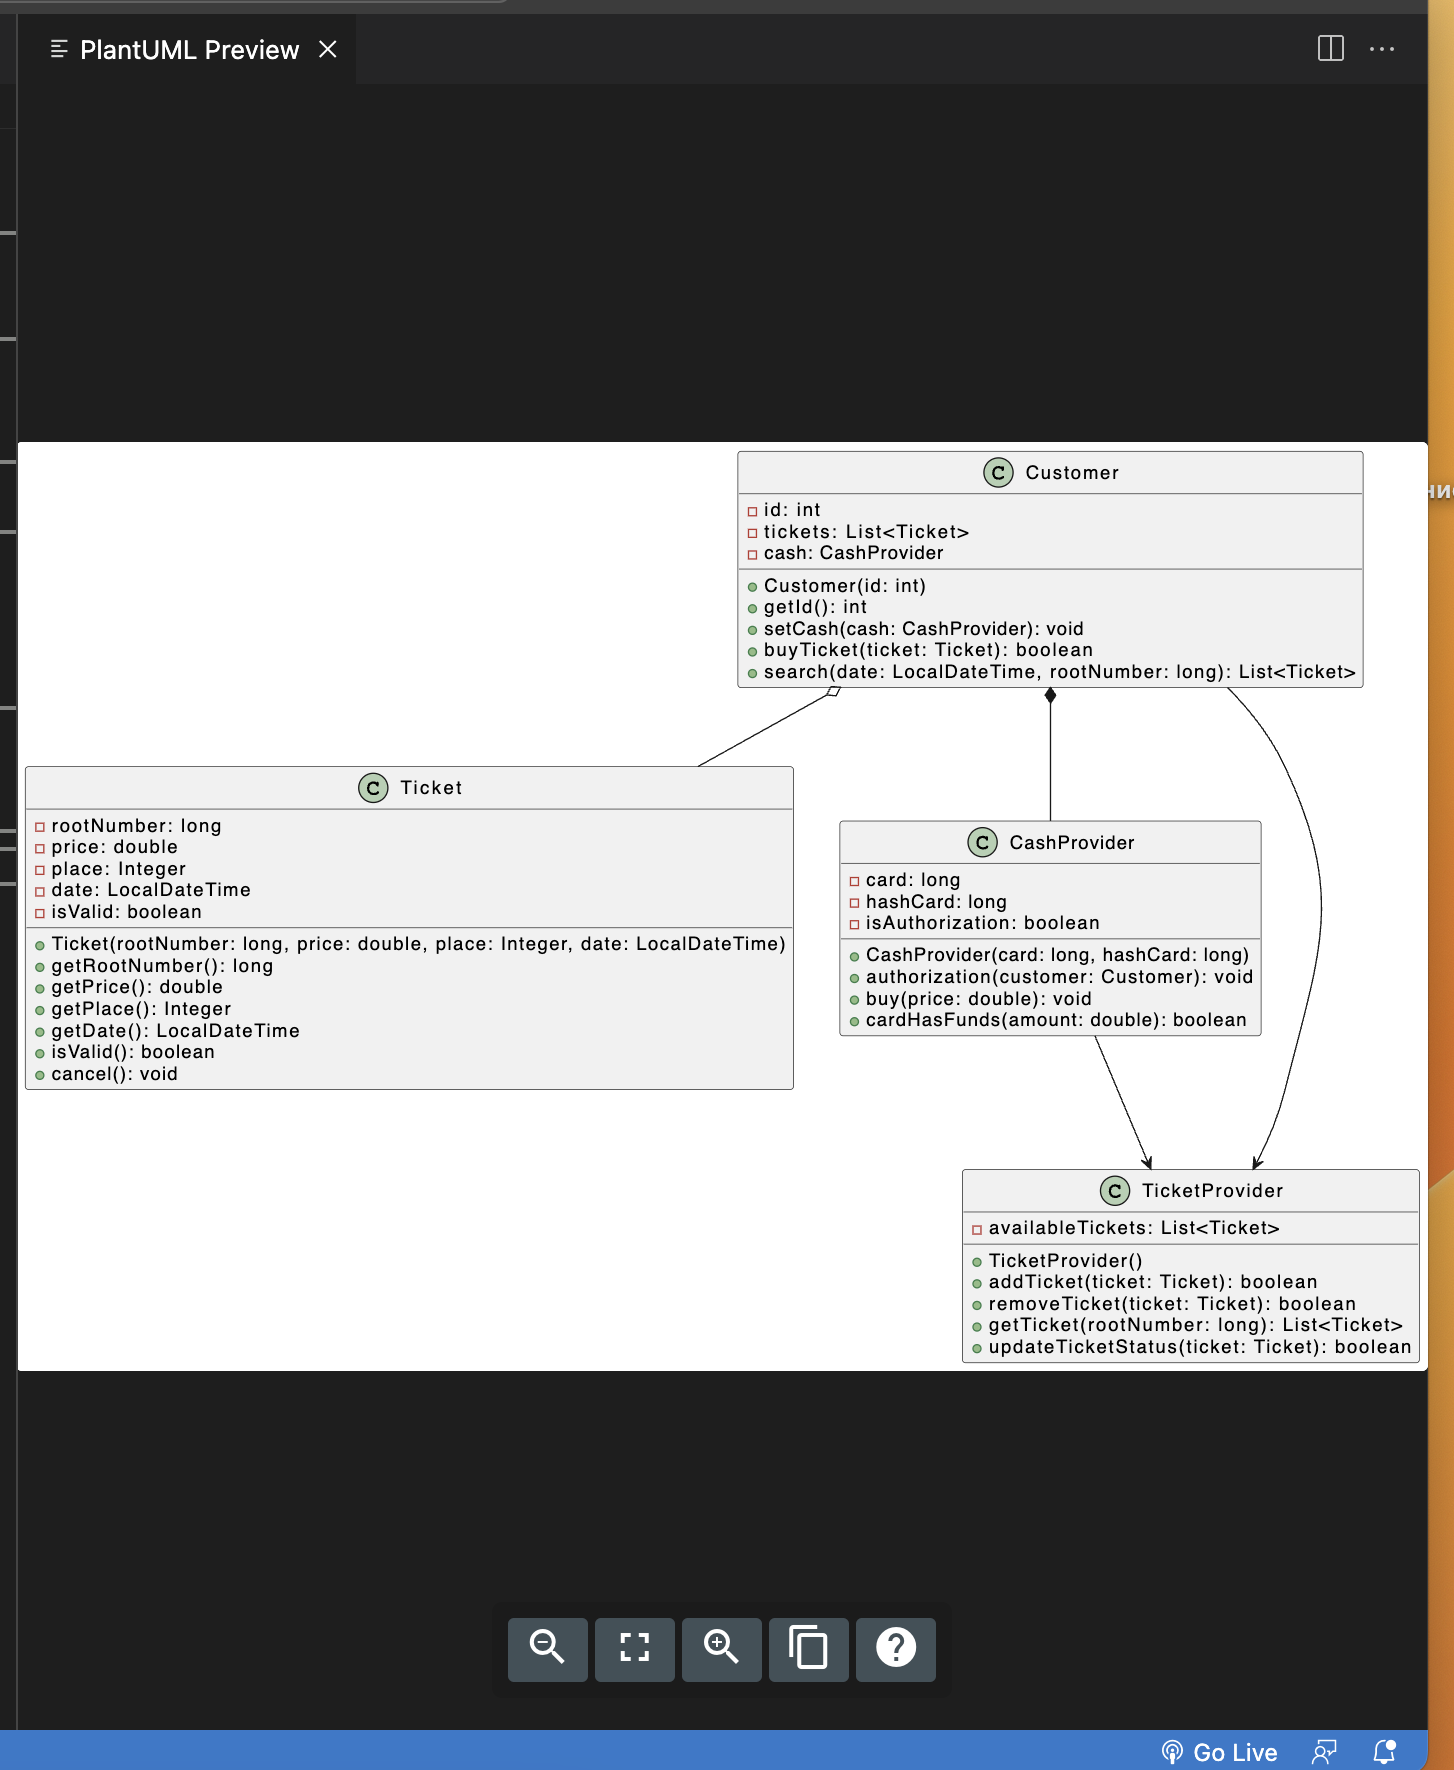 PlantUML Preview
C Customer
id: int
tickets: List<Ticket>
cash: CashProvider
Customer(id: int)
getId(): int
setCash(cash: CashProvider): void
buyTicket(ticket: Ticket): boolean
search(date: LocalDateTime, rootNumber: long): List<Ticket>
C Ticket
rootNumber: long
price: double
place: Integer
date: LocalDateTime
isValid: boolean
Ticket(rootNumber: long, price: double, place: Integer, date: LocalDateTime)
getRootNumber(): long
getPrice(): double
getPlace(): Integer
getDate(): LocalDateTime
isValid(): boolean
cancel(): void
C CashProvider
card: long
hashCard: long
isAuthorization: boolean
CashProvider(card: long, hashCard: long)
authorization(customer: Customer): void
buy(price: double): void
cardHasFunds(amount: double): boolean
C TicketProvider
availableTickets: List<Ticket>
TicketProvider()
addTicket(ticket: Ticket): boolean
removeTicket(ticket: Ticket): boolean
getTicket(rootNumber: long): List<Ticket>
updateTicketStatus(ticket: Ticket): boolean
Go Live